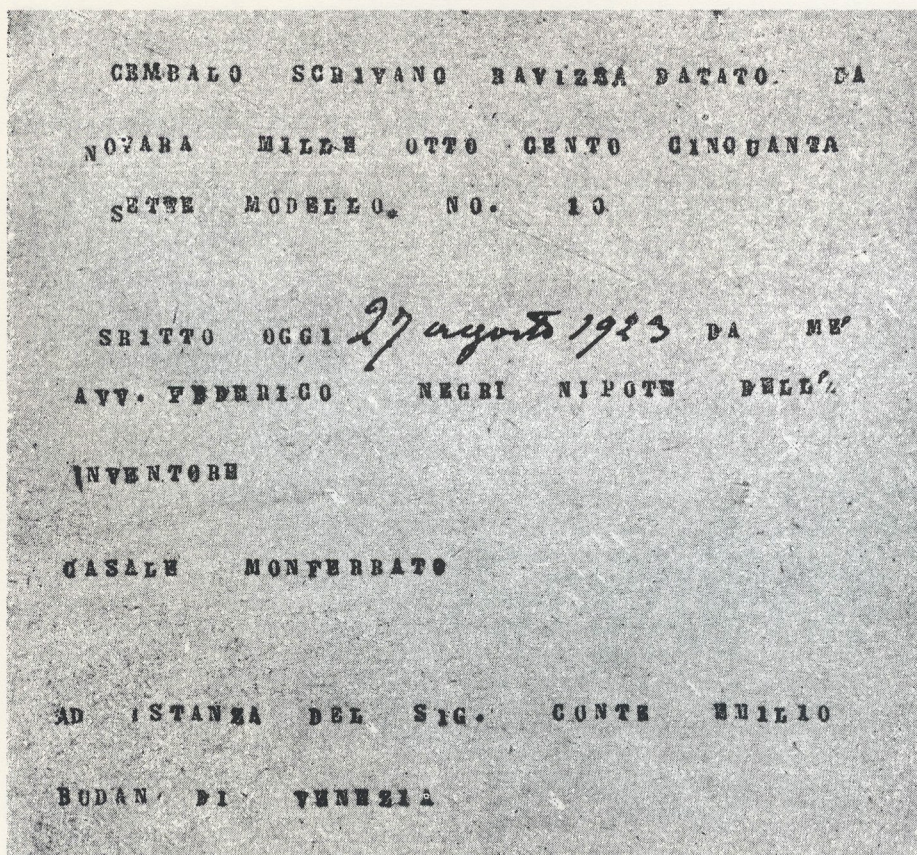 CEMBALO SCRIVANO RAVIZZA DATATO. DA
NOVARA MILLE OTTO CENTO CINQUANTA
SETTE MODELLO. NO. 10
SRITTO OGGI 27 agosto 1923 DA ME'
AVV. FEDERICO NEGRI NIPOTE DELL'
INVENTORE
CASALE MONFERRATO
AD ISTANZA DEL SIG. CONTE EMILIO
BUDAN DI VENEZIA